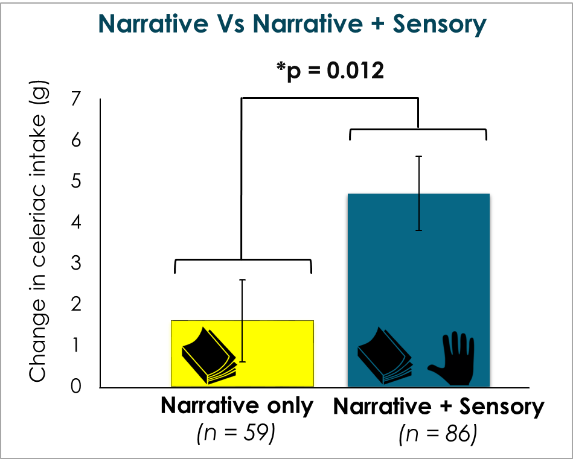 Narrative Vs Narrative + Sensory
*p = 0.012
Change in celeriac intake (g)
7
6
5
4
3
2
1
0
Narrative only
(n = 59)
Narrative + Sensory
(n = 86)